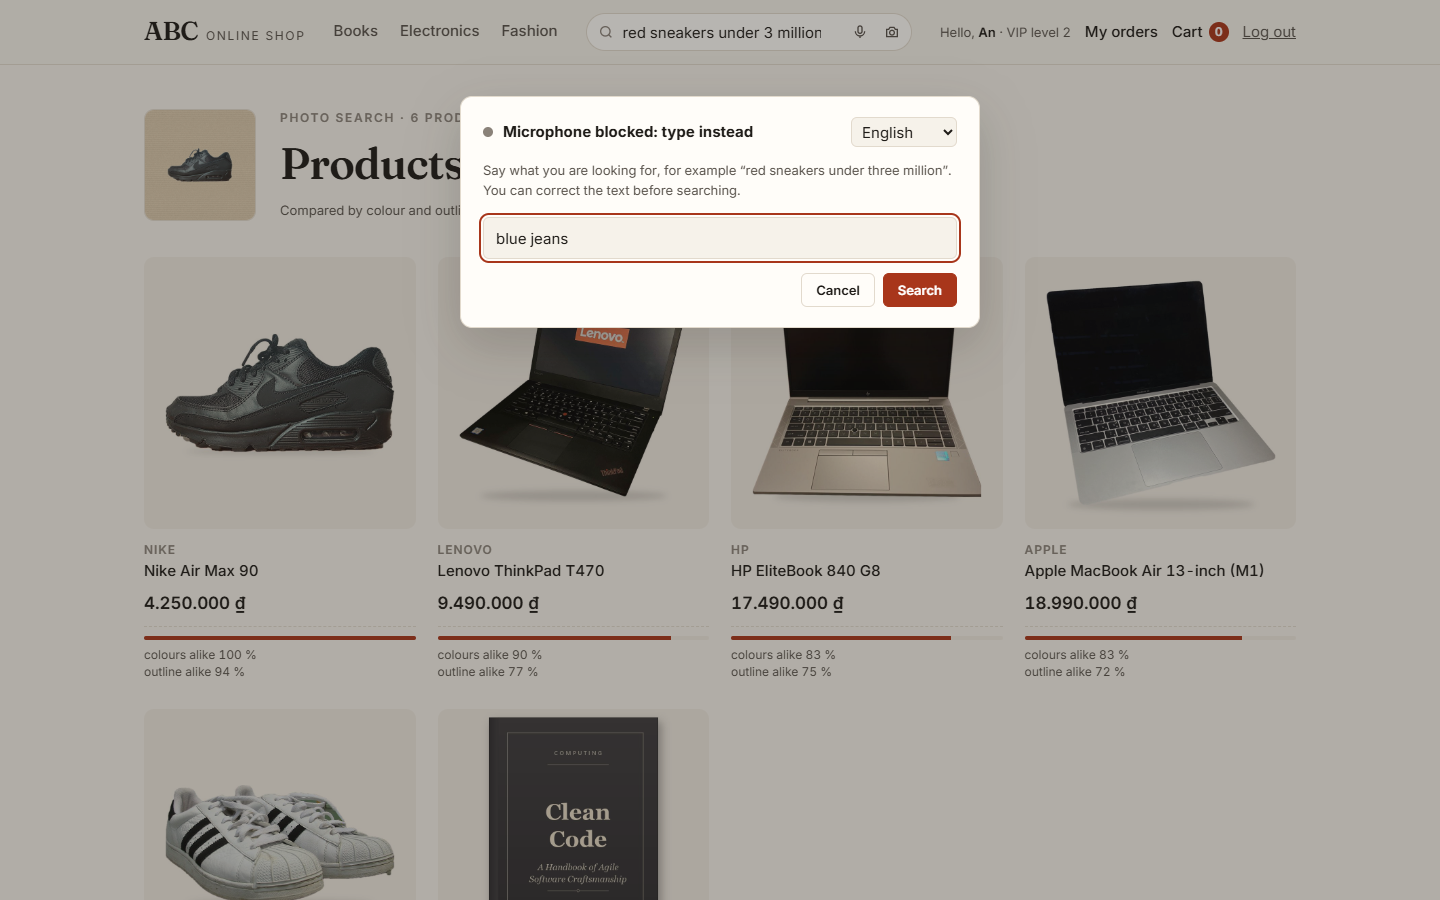 ABC ONLINE SHOP
Books Electronics Fashion
red sneakers under 3 million
Hello, An · VIP level 2 My orders Cart 0 Log out
PHOTO SEARCH · 6 PROD
Products
Compared by colour and outli
Microphone blocked: type instead
English
Say what you are looking for, for example “red sneakers under three million”.
You can correct the text before searching.
blue jeans
Cancel Search
Lenovo.
ThinkPad
NIKE
Nike Air Max 90
4.250.000 ₫
colours alike 100 %
outline alike 94 %
LENOVO
Lenovo ThinkPad T470
9.490.000 ₫
colours alike 90 %
outline alike 77 %
HP
HP EliteBook 840 G8
17.490.000 ₫
colours alike 83 %
outline alike 75 %
APPLE
Apple MacBook Air 13-inch (M1)
18.990.000 ₫
colours alike 83 %
outline alike 72 %
COMPUTING
Clean
Code
A Handbook of Agile
Software Craftsmanship